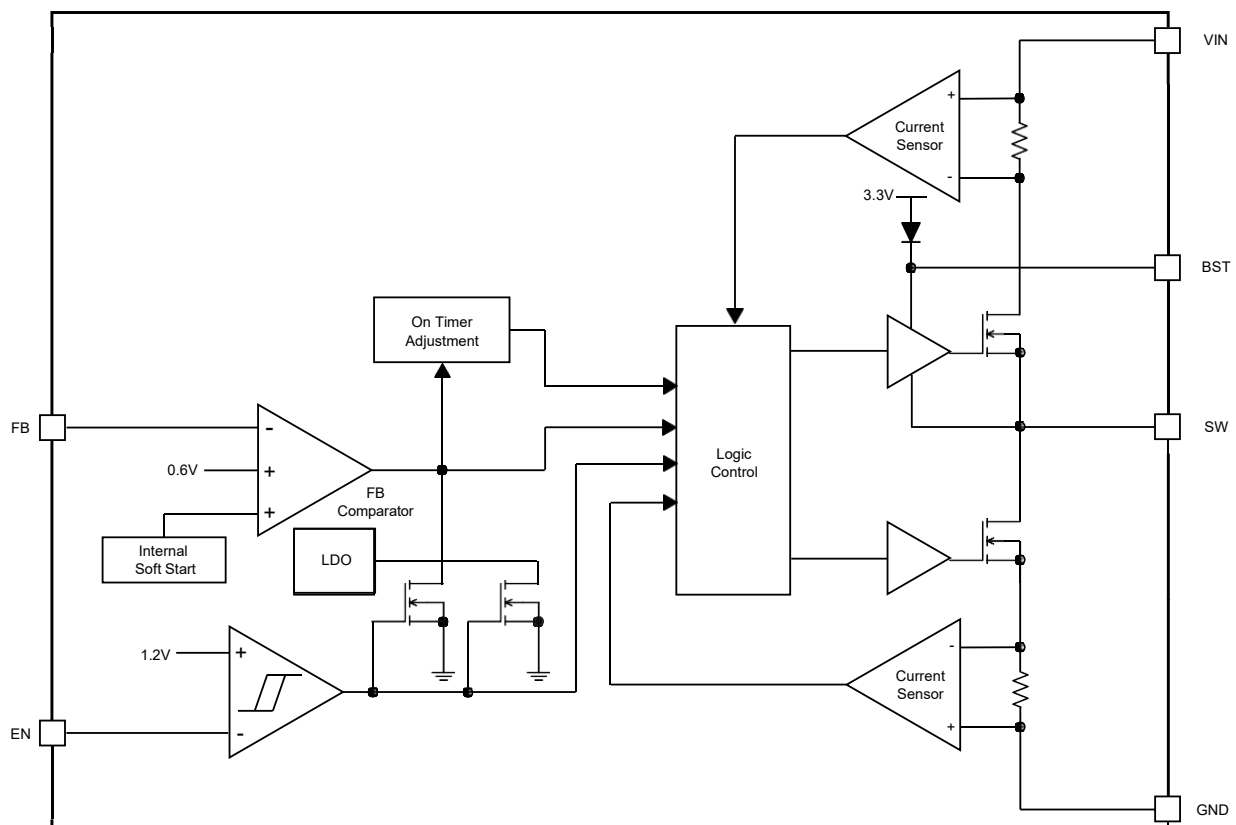 VIN
+
Current
Sensor
-
3.3V
BST
On Timer
Adjustment
FB
-
0.6V
+
FB
Comparator
+
Internal
Soft Start
Logic
Control
SW
LDO
1.2V
+
EN
-
-
Current
Sensor
+
GND